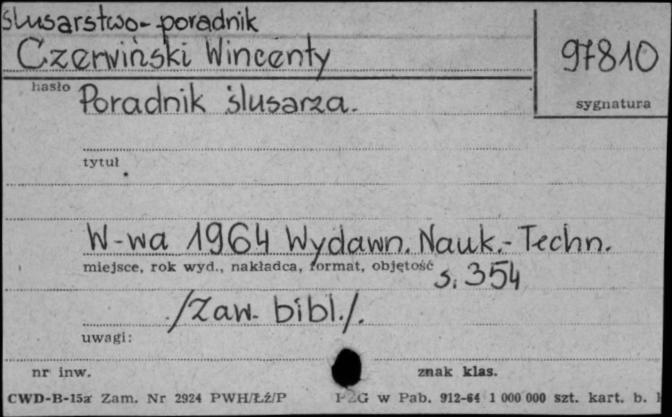 ślusarstwo-poradnik
Czerwiński Wincenty
97810
hasło
Poradnik ślusarza.
sygnatura
tytuł
W-wa 1964 Wydawn. Nauk.-Techn.
miejsce, rok wyd., nakładca, format, objętość
s. 354
/Zaw. bibl./.
uwagi:
nr inw.
znak klas.
CWD-B-15a Zam. Nr 2924 PWH/Łź/P
w Pab. 912-64 1 000 000 szt. kart. b.